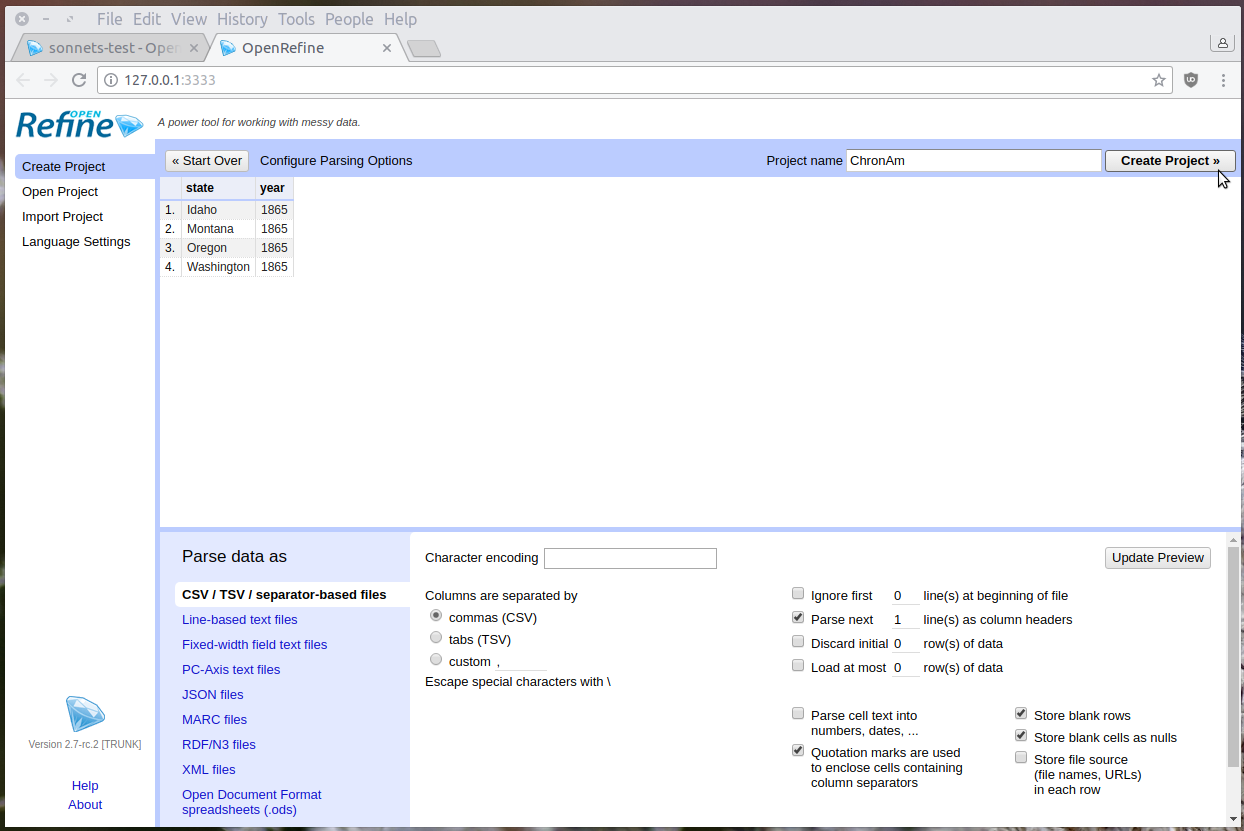 File Edit View History Tools People Help
sonnets-test - Open
OpenRefine
127.0.0.1:3333
OPEN
Refine
A power tool for working with messy data.
Create Project
Open Project
Import Project
Language Settings
« Start Over Configure Parsing Options Project name ChronAm Create Project »
state year
1. Idaho 1865
2. Montana 1865
3. Oregon 1865
4. Washington 1865
Parse data as
CSV / TSV / separator-based files
Line-based text files
Fixed-width field text files
PC-Axis text files
JSON files
MARC files
RDF/N3 files
XML files
Open Document Format
spreadsheets (.ods)
Character encoding
Update Preview
Columns are separated by
commas (CSV)
tabs (TSV)
custom ,
Escape special characters with \
Ignore first 0 line(s) at beginning of file
Parse next 1 line(s) as column headers
Discard initial 0 row(s) of data
Load at most 0 row(s) of data
Parse cell text into
numbers, dates, ...
Quotation marks are used
to enclose cells containing
column separators
Store blank rows
Store blank cells as nulls
Store file source
(file names, URLs)
in each row
Version 2.7-rc.2 [TRUNK]
Help
About